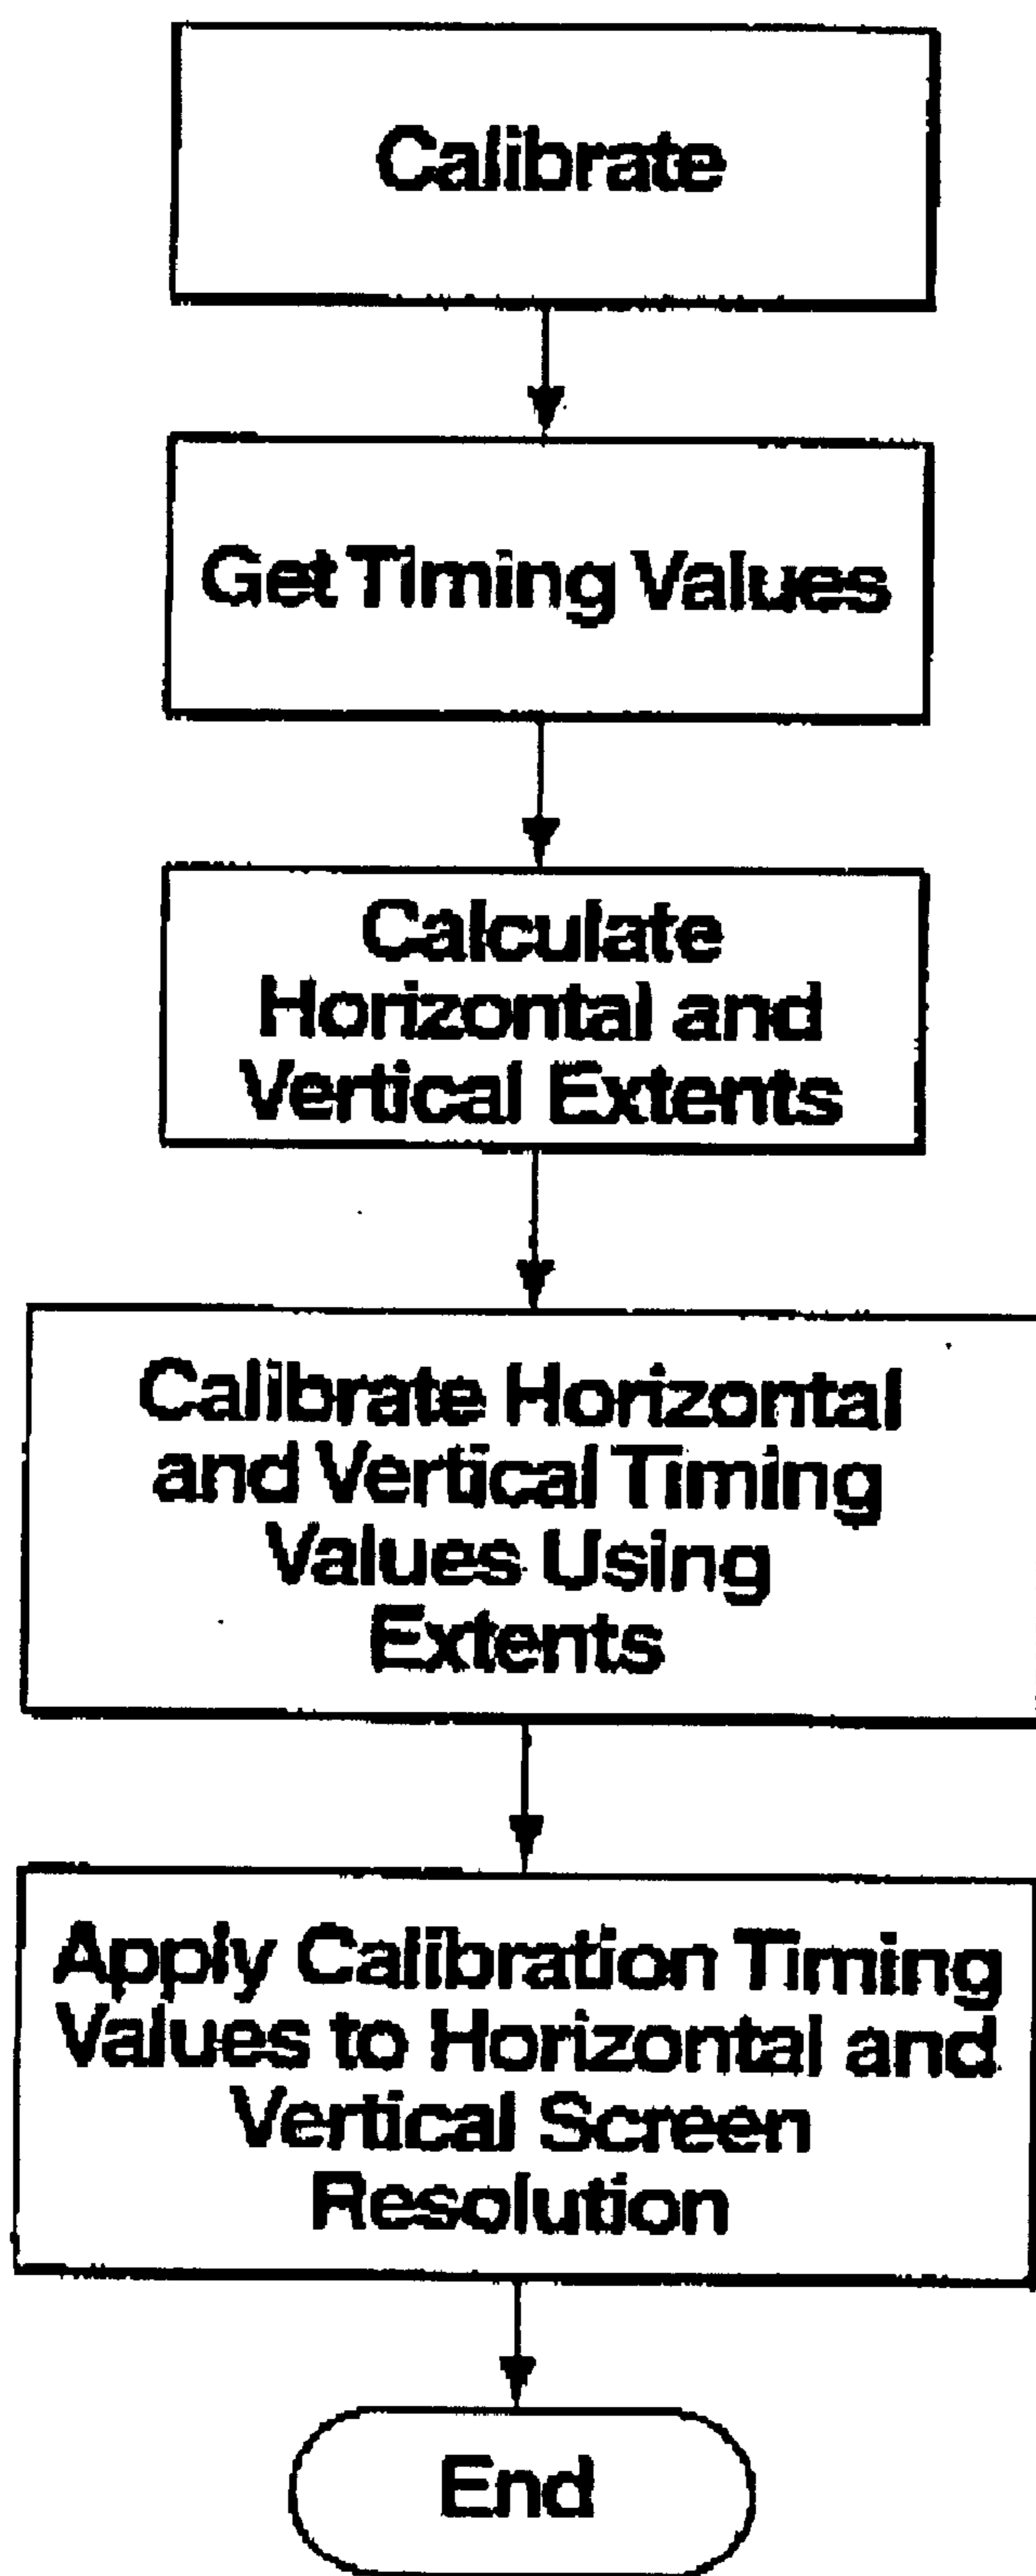 Calibrate
Get Timing Values
Calculate
Horizontal and
Vertical Extents
Calibrate Horizontal
and Vertical Timing
Values Using
Extents
Apply Calibration Timing
Values to Horizontal and
Vertical Screen
Resolution
End